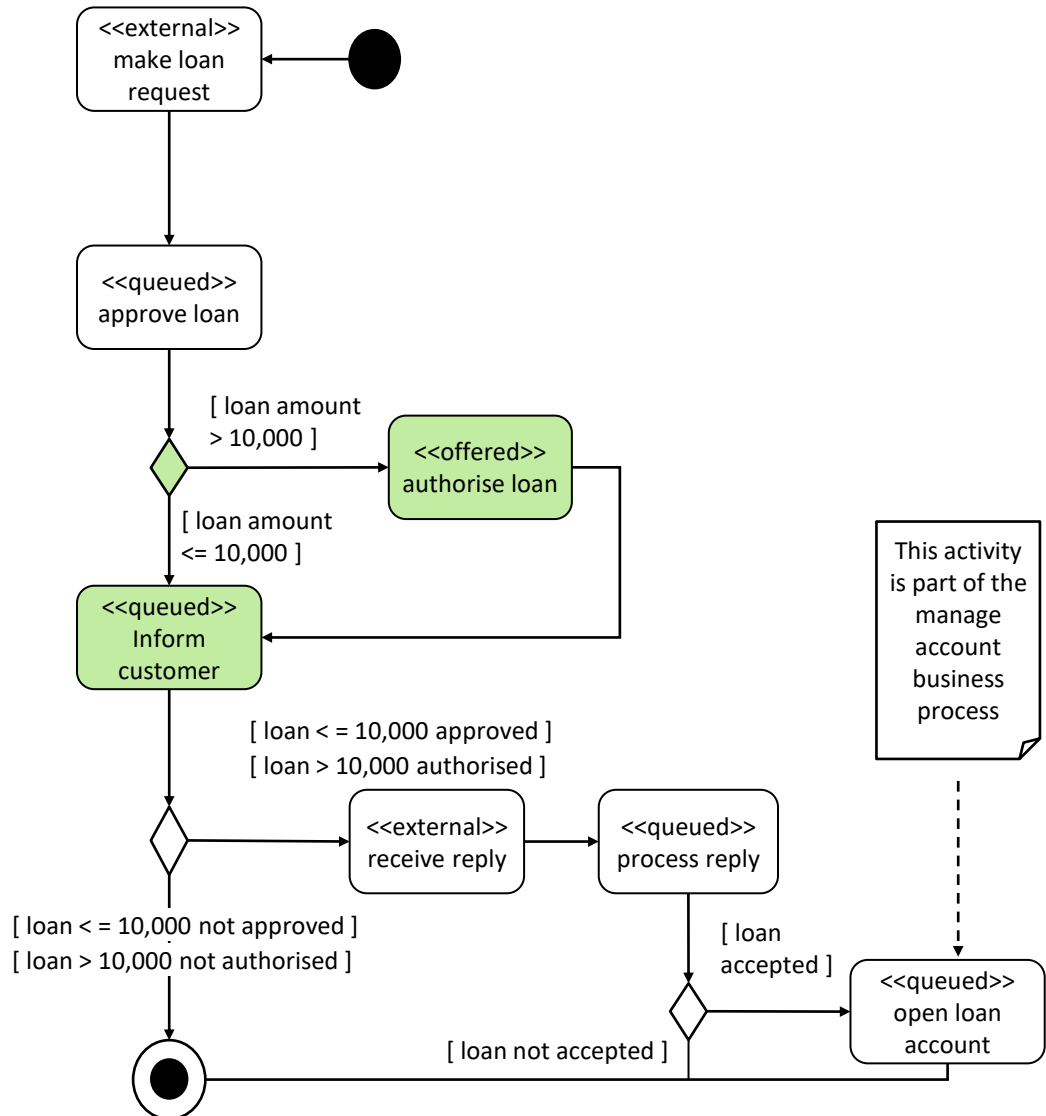 <<external>>
make loan
request
<<queued>>
approve loan
[ loan amount
> 10,000 ]
<<offered>>
authorise loan
[ loan amount
<= 10,000 ]
<<queued>>
Inform
customer
This activity
is part of the
manage
account
business
process
[ loan < = 10,000 approved ]
[ loan > 10,000 authorised ]
<<external>>
receive reply
<<queued>>
process reply
[ loan < = 10,000 not approved ]
[ loan > 10,000 not authorised ]
[ loan
accepted ]
<<queued>>
open loan
account
[ loan not accepted ]